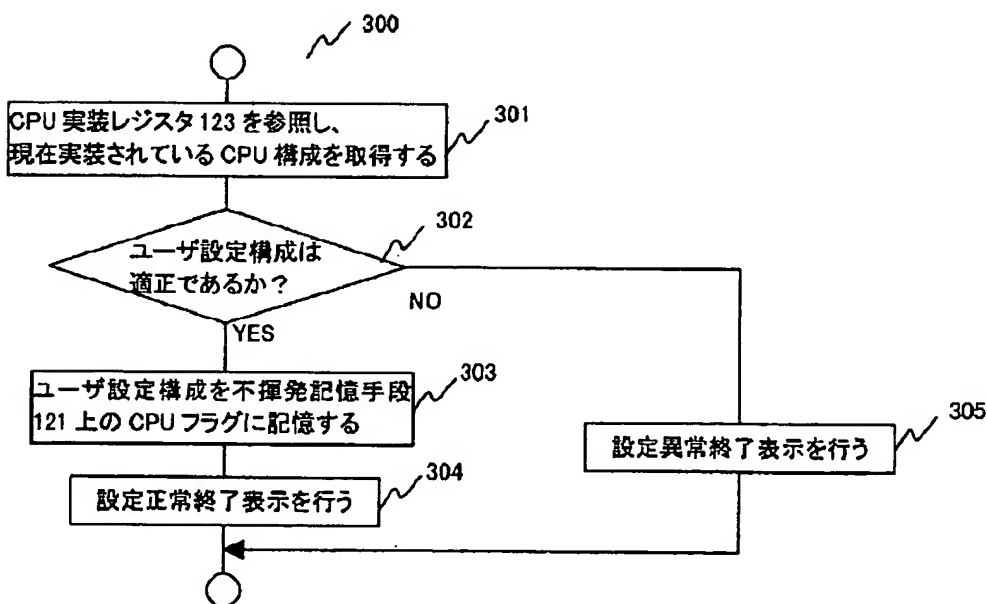 300
CPU 実装レジスタ 123 を参照し、
現在実装されている CPU 構成を取得する
301
302
ユーザ設定構成は
適正であるか？
NO
YES
ユーザ設定構成を不揮発記憶手段
121 上の CPU フラグに記憶する
303
305
設定異常終了表示を行う
304
設定正常終了表示を行う